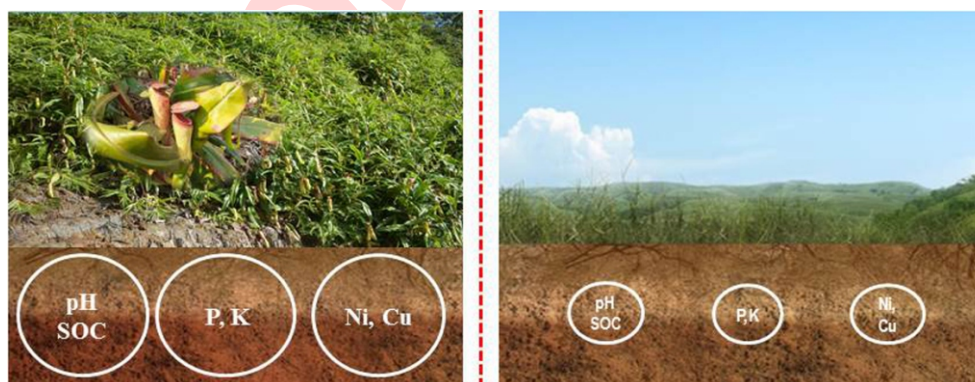 pH
SOC
P, K
Ni, Cu
pH
SOC
P,K
Ni,
Cu